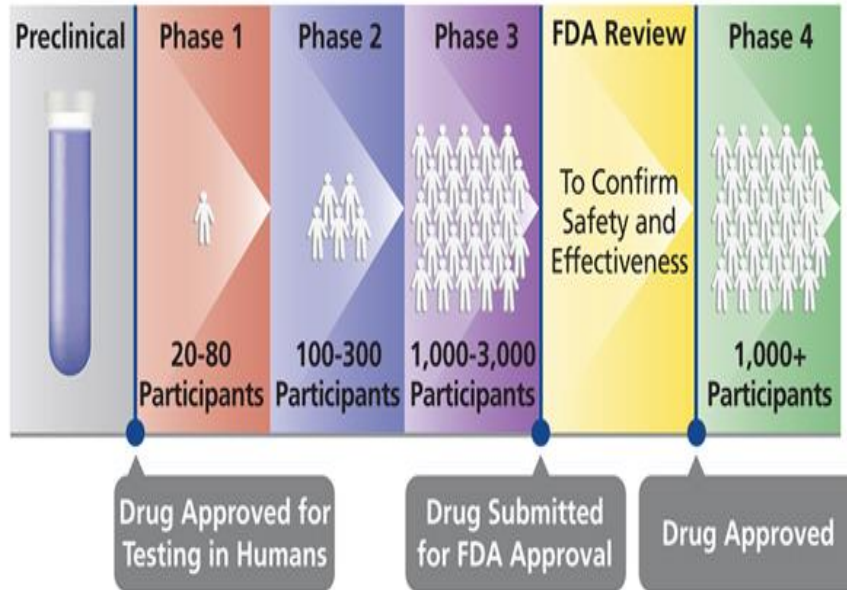 Preclinical
Phase 1
Phase 2
Phase 3
FDA Review
Phase 4
To Confirm
Safety and
Effectiveness
20-80
Participants
100-300
Participants
1,000-3,000
Participants
1,000+
Participants
Drug Approved for
Testing in Humans
Drug Submitted
for FDA Approval
Drug Approved